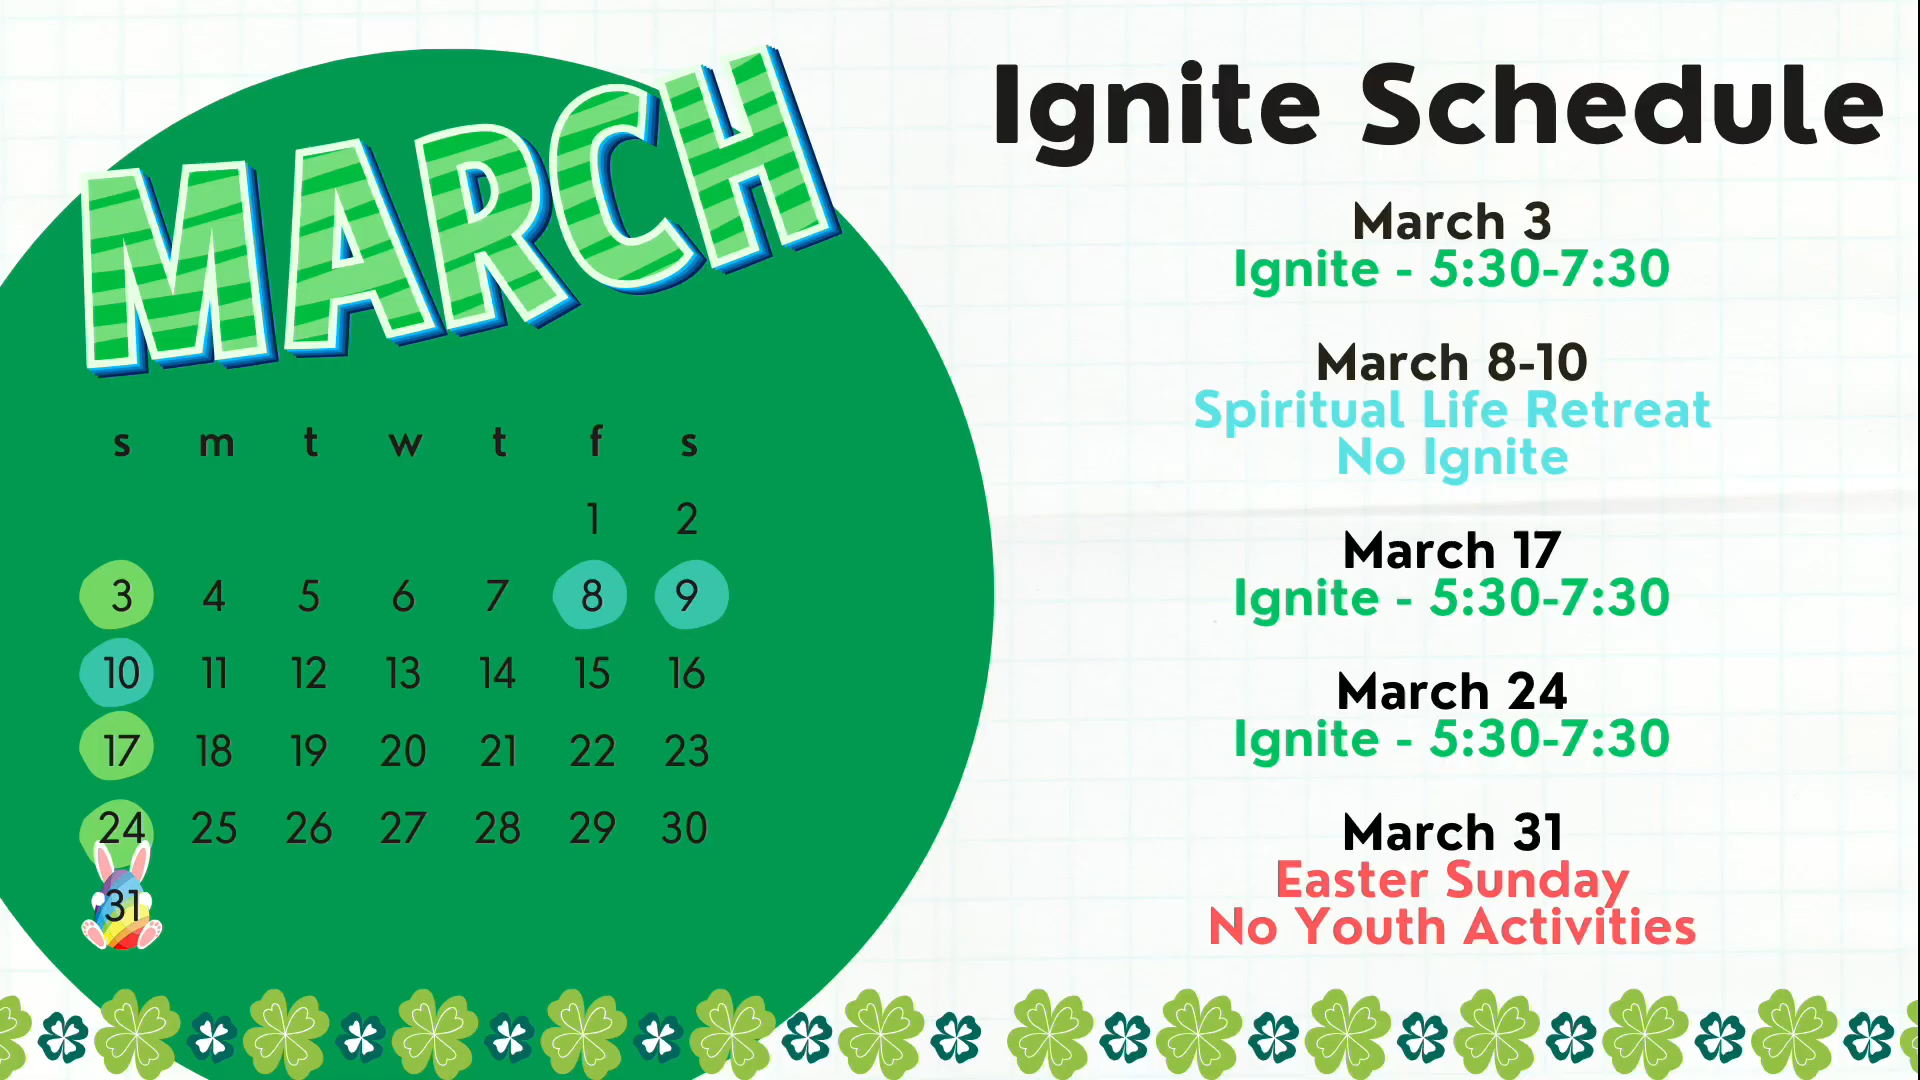 MARCH
s m t w t f s
1 2
3 4 5 6 7 8 9
10 11 12 13 14 15 16
17 18 19 20 21 22 23
24 25 26 27 28 29 30
31
Ignite Schedule
March 3
Ignite - 5:30-7:30
March 8-10
Spiritual Life Retreat
No Ignite
March 17
Ignite - 5:30-7:30
March 24
Ignite - 5:30-7:30
March 31
Easter Sunday
No Youth Activities